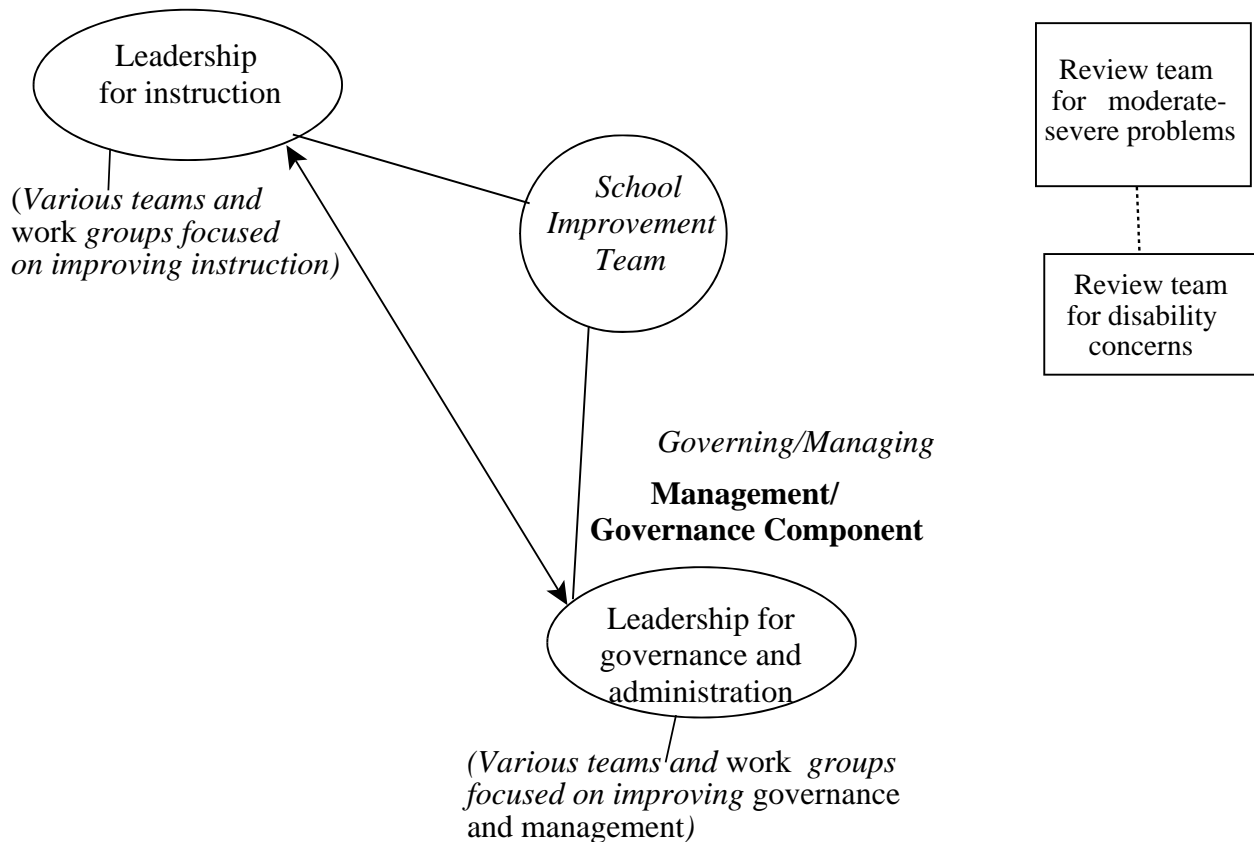 Leadership
for instruction
(Various teams and
work groups focused
on improving instruction)
School
Improvement
Team
Review team
for moderate-
severe problems
Review team
for disability
concerns
Governing/Managing
Management/
Governance Component
Leadership for
governance and
administration
(Various teams and work groups
focused on improving governance
and management)